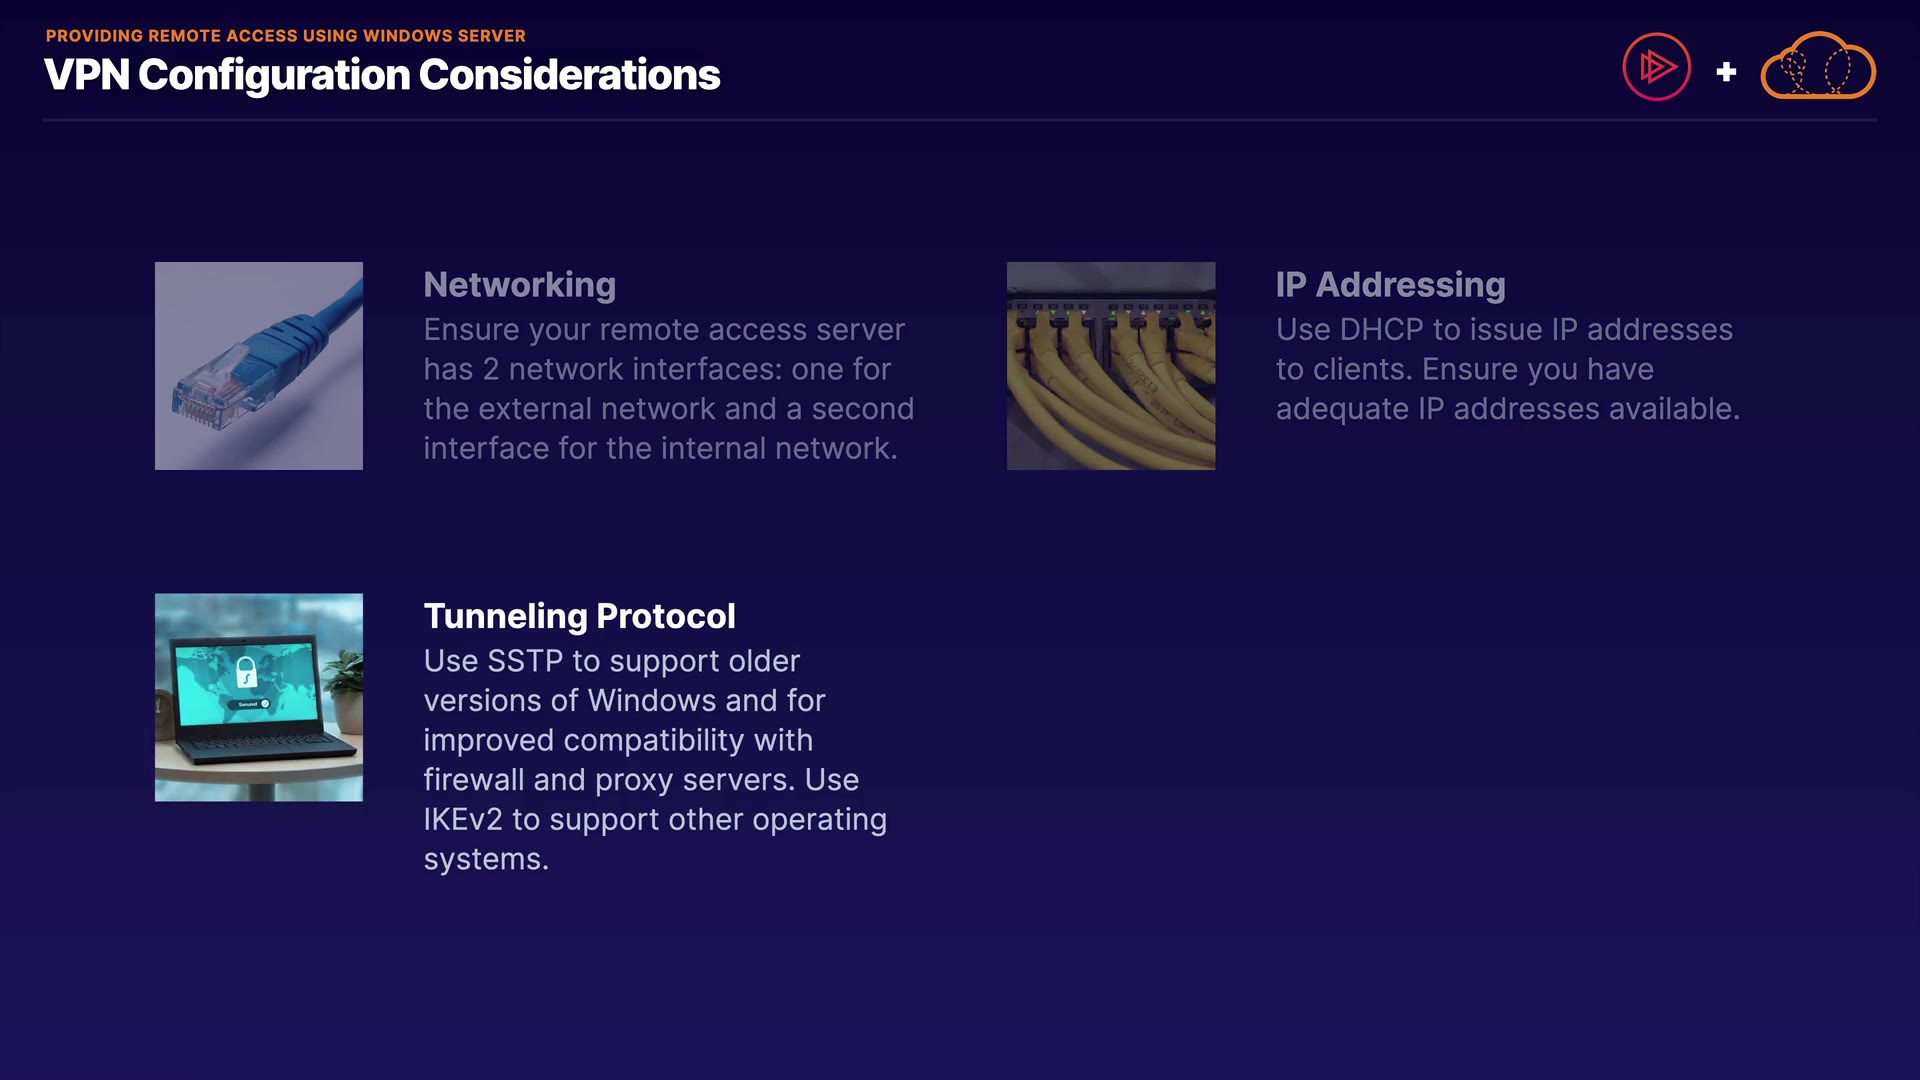 PROVIDING REMOTE ACCESS USING WINDOWS SERVER
VPN Configuration Considerations
Networking
Ensure your remote access server
has 2 network interfaces: one for
the external network and a second
interface for the internal network.
IP Addressing
Use DHCP to issue IP addresses
to clients. Ensure you have
adequate IP addresses available.
Tunneling Protocol
Use SSTP to support older
versions of Windows and for
improved compatibility with
firewall and proxy servers. Use
IKEv2 to support other operating
systems.
Secured